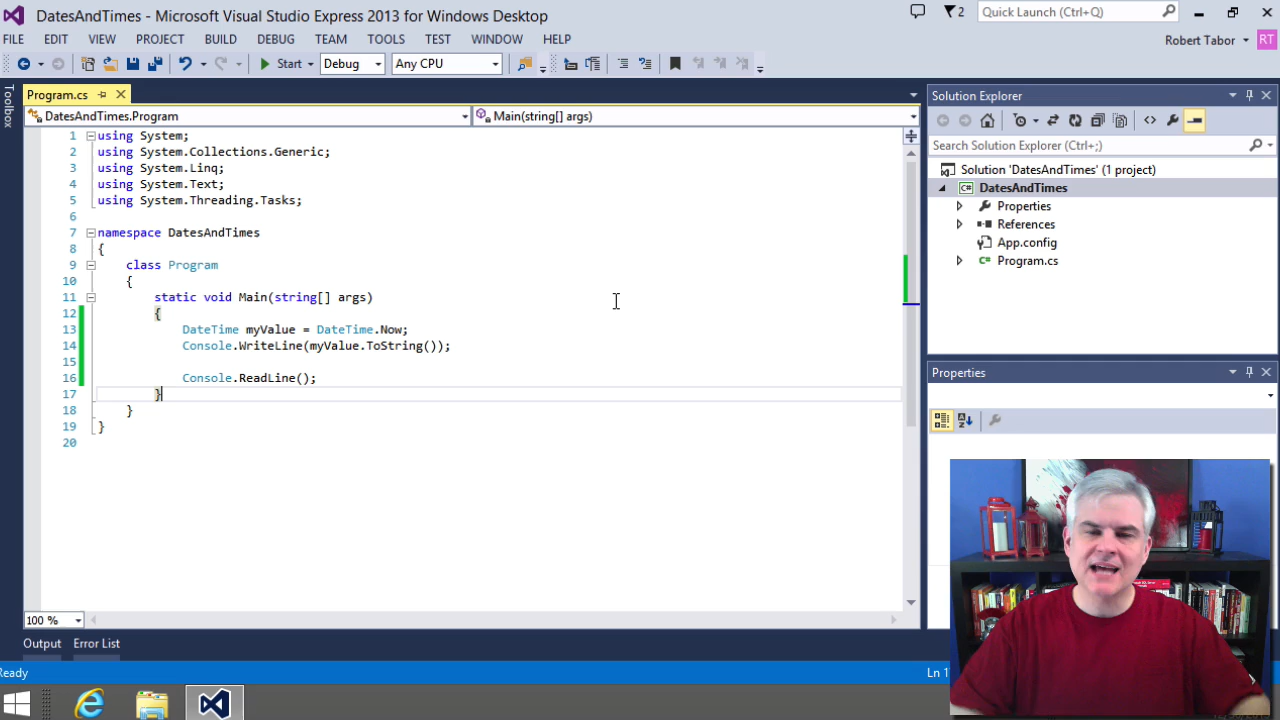 DatesAndTimes - Microsoft Visual Studio Express 2013 for Windows Desktop
2
Quick Launch (Ctrl+Q)
FILE EDIT VIEW PROJECT BUILD DEBUG TEAM TOOLS TEST WINDOW HELP
Robert Tabor RT
Start Debug Any CPU
Toolbox
Program.cs
DatesAndTimes.Program Main(string[] args)
1 using System;
2 using System.Collections.Generic;
3 using System.Linq;
4 using System.Text;
5 using System.Threading.Tasks;
6
7 namespace DatesAndTimes
8 {
9 class Program
10 {
11 static void Main(string[] args)
12 {
13 DateTime myValue = DateTime.Now;
14 Console.WriteLine(myValue.ToString());
15
16 Console.ReadLine();
17 }
18 }
19 }
20
100 %
Output Error List
Solution Explorer
Search Solution Explorer (Ctrl+;)
Solution 'DatesAndTimes' (1 project)
C# DatesAndTimes
Properties
References
App.config
C# Program.cs
Properties
Ready
Ln 1